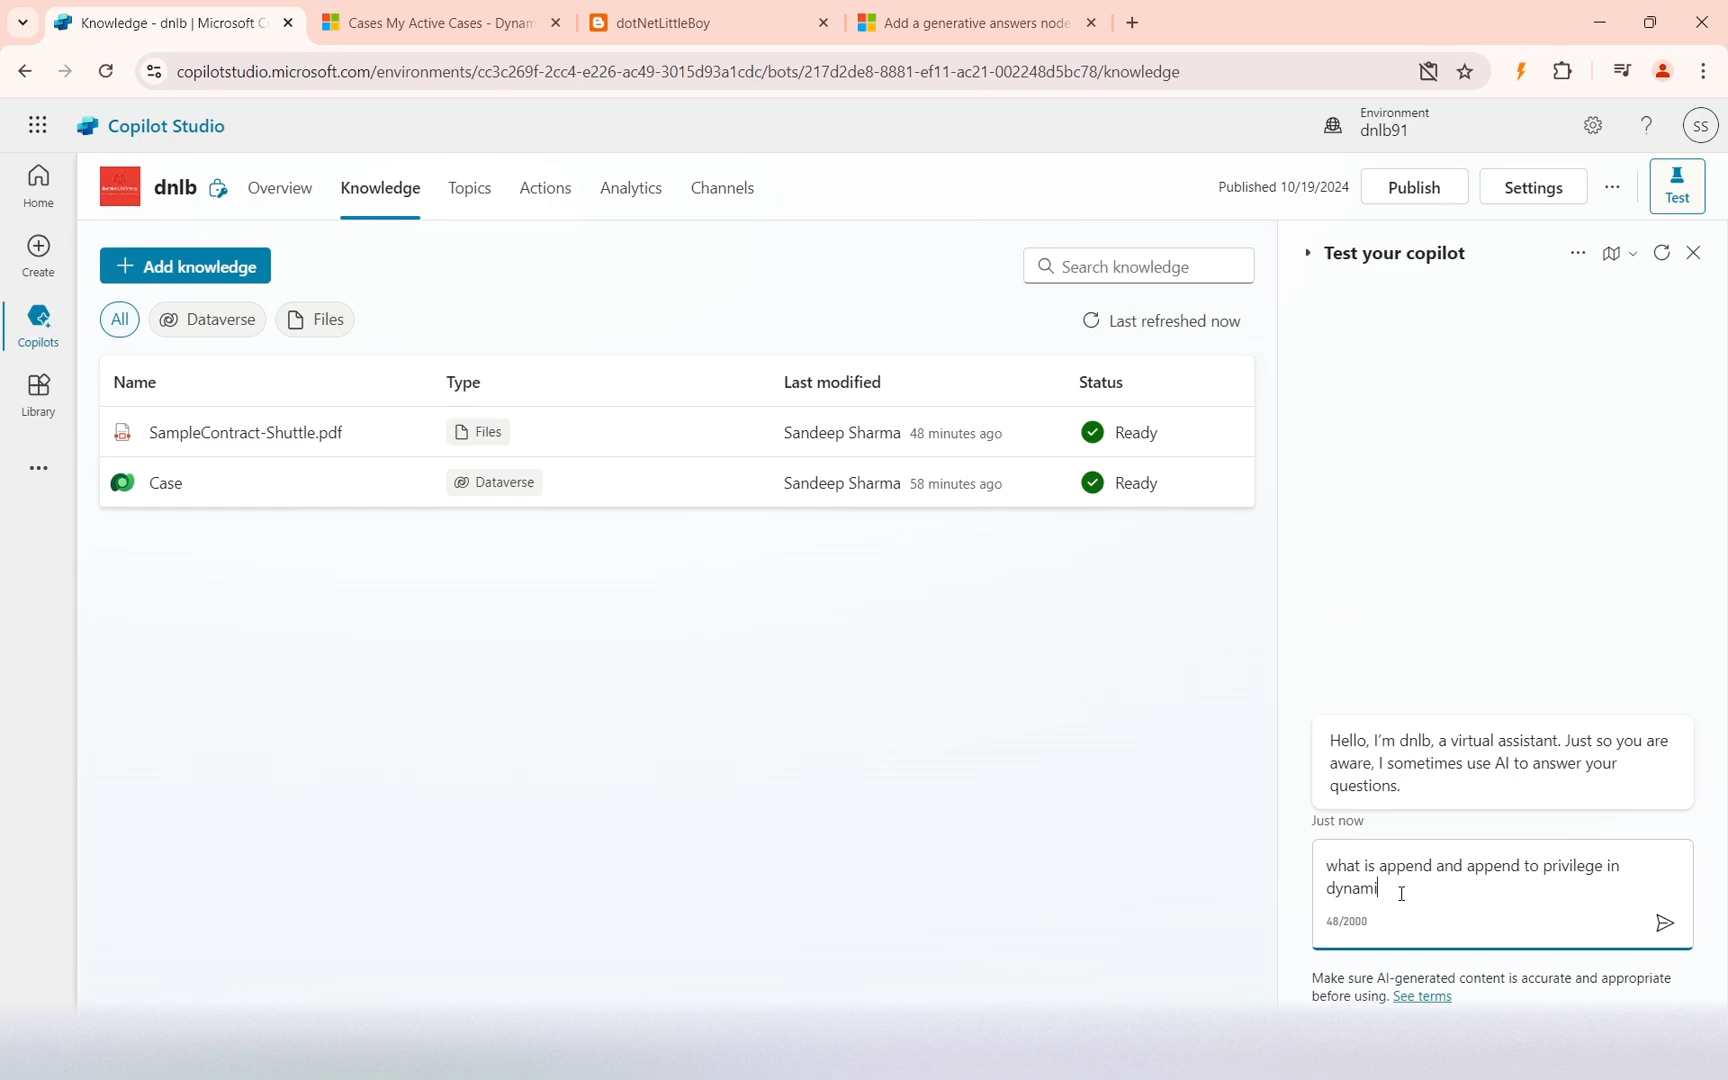 Knowledge - dnlb | Microsoft C
Cases My Active Cases - Dynam
dotNetLittleBoy
Add a generative answers node
copilotstudio.microsoft.com/environments/cc3c269f-2cc4-e226-ac49-3015d93a1cdc/bots/217d2de8-8881-ef11-ac21-002248d5bc78/knowledge
Copilot Studio
Environment
dnlb91
SS
Home
Create
Copilots
Library
dnlb
Overview
Knowledge
Topics
Actions
Analytics
Channels
Published 10/19/2024
Publish
Settings
Test
Add knowledge
Search knowledge
All
Dataverse
Files
Last refreshed now
Name Type Last modified Status
SampleContract-Shuttle.pdf Files Sandeep Sharma 48 minutes ago Ready
Case Dataverse Sandeep Sharma 58 minutes ago Ready
Test your copilot
Hello, I'm dnlb, a virtual assistant. Just so you are
aware, I sometimes use AI to answer your
questions.
Just now
what is append and append to privilege in
dynami
48/2000
Make sure AI-generated content is accurate and appropriate
before using. See terms